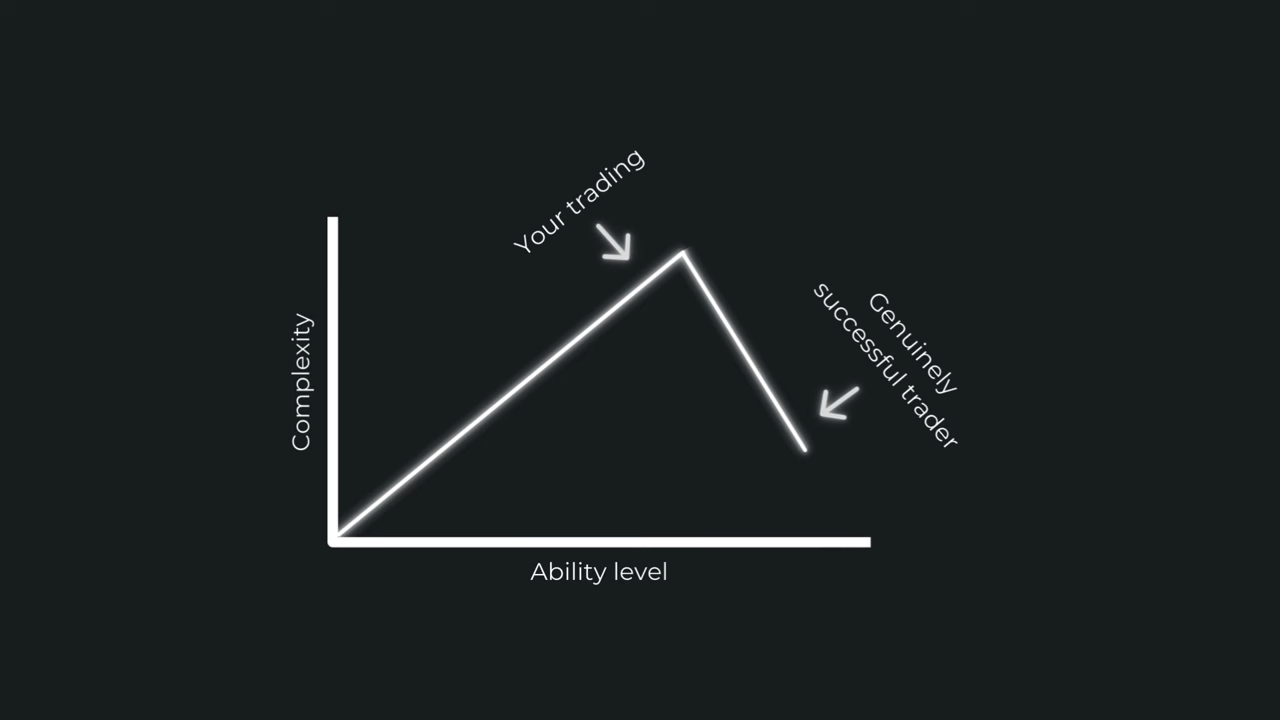 Your trading
Genuinely
successful trader
Complexity
Ability level